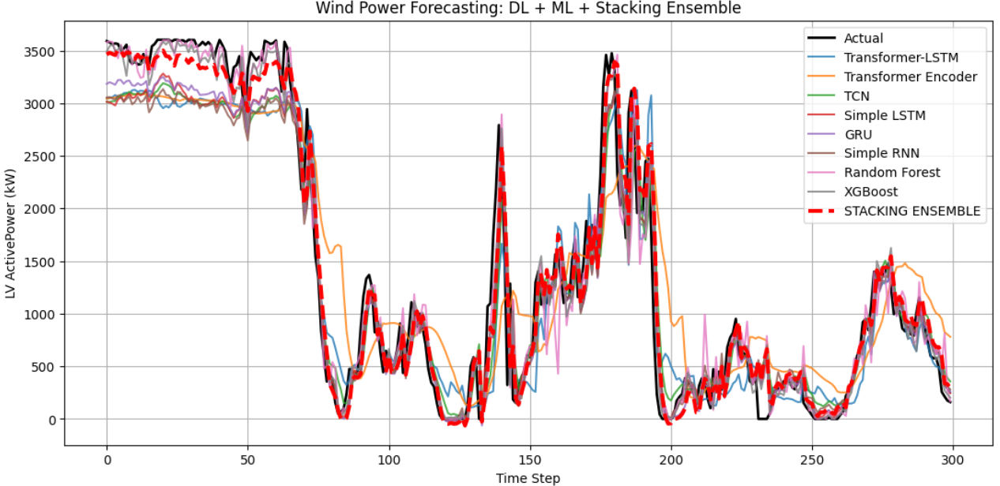 Wind Power Forecasting: DL + ML + Stacking Ensemble
LV ActivePower (kW)
3500
3000
2500
2000
1500
1000
500
0
Actual
Transformer-LSTM
Transformer Encoder
TCN
Simple LSTM
GRU
Simple RNN
Random Forest
XGBoost
STACKING ENSEMBLE
0
50
100
150
200
250
300
Time Step